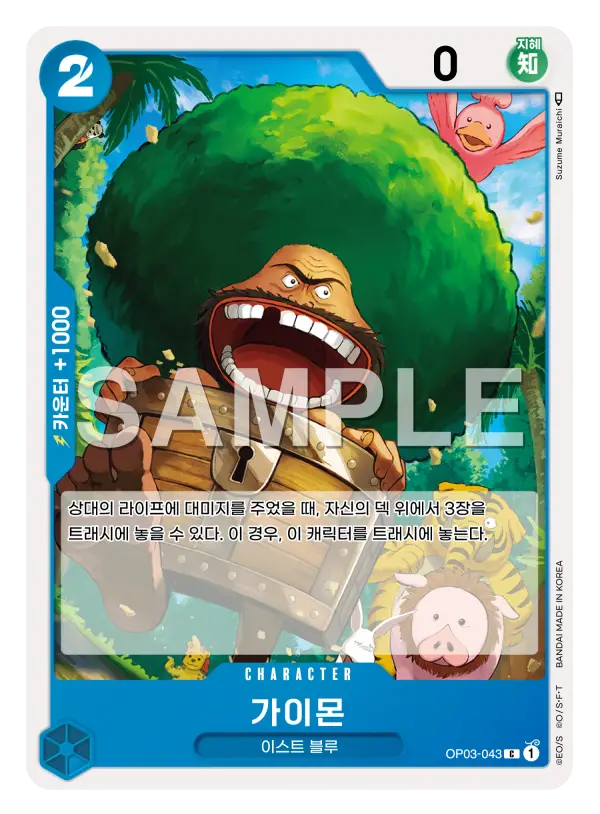 2
0
지혜
知
Suzume Muraichi
카운터 +1000
SAMPLE
상대의 라이프에 대미지를 주었을 때, 자신의 덱 위에서 3장을
트래시에 놓을 수 있다. 이 경우, 이 캐릭터를 트래시에 놓는다.
CHARACTER
가이몬
이스트 블루
OP03-043 C 1
©EO/S ©O/S·F·T BANDAI MADE IN KOREA